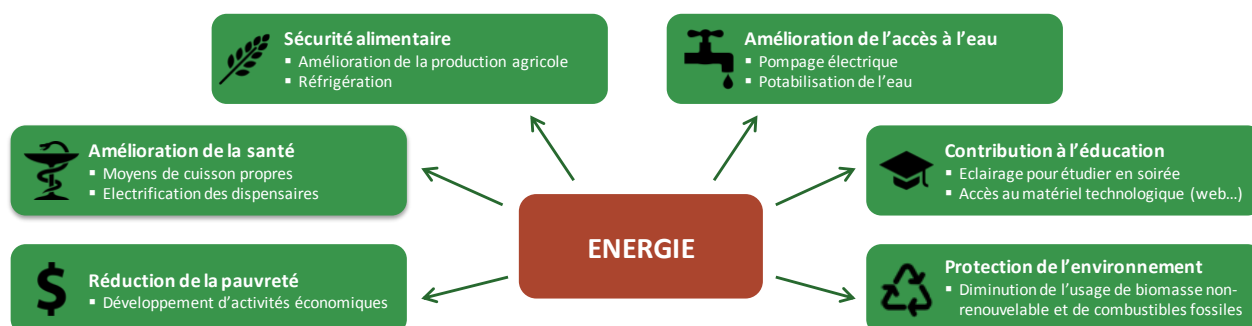 Sécurité alimentaire
▪ Amélioration de la production agricole
▪ Réfrigération
Amélioration de l’accès à l’eau
▪ Pompage électrique
▪ Potabilisation de l’eau
Amélioration de la santé
▪ Moyens de cuisson propres
▪ Electrification des dispensaires
Contribution à l’éducation
▪ Eclairage pour étudier en soirée
▪ Accès au matériel technologique (web...)
ENERGIE
Réduction de la pauvreté
▪ Développement d’activités économiques
Protection de l’environnement
▪ Diminution de l’usage de biomasse non-
renouvelable et de combustibles fossiles